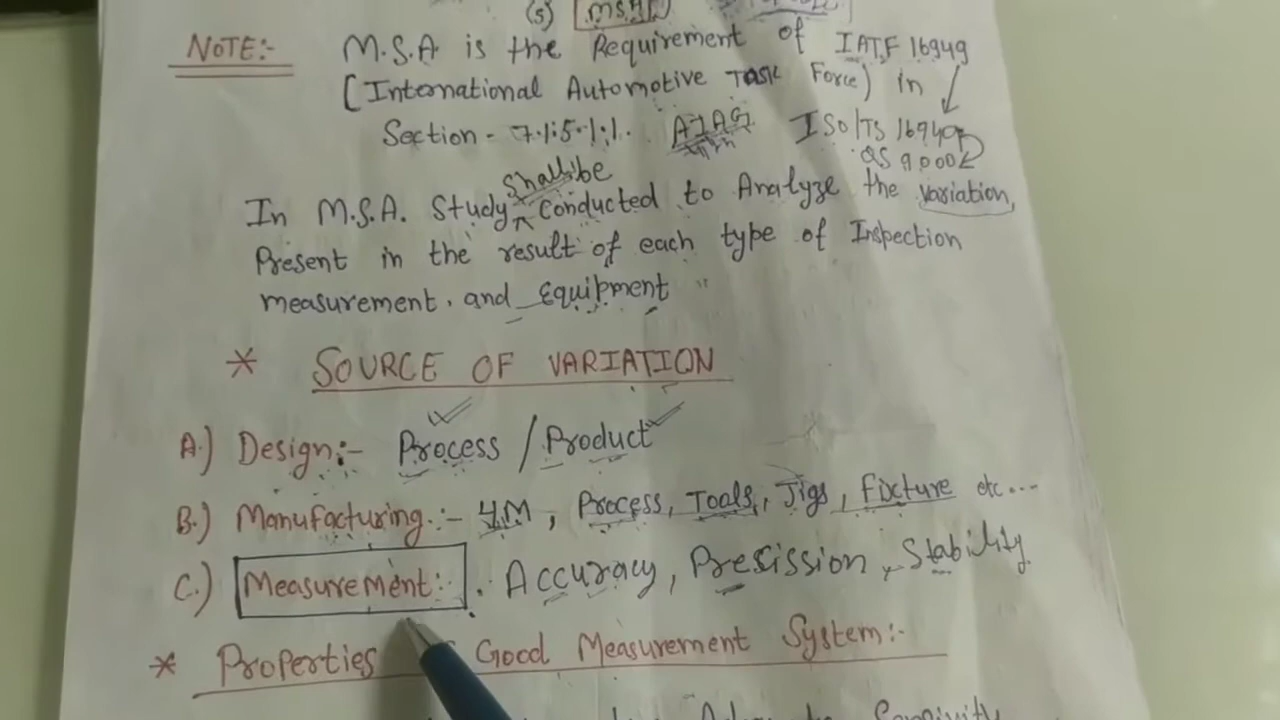 (5) MSA
NOTE:- M.S.A is the Requirement of IATF 16949
[International Automotive Task Force) in
Section - 7.1.5.1.1. AIAG ISO/TS 16949
QS 9000
shall be
In M.S.A. Study conducted to Analyze the variation,
Present in the result of each type of Inspection
measurement. and Equipment "
* SOURCE OF VARIATION
A.) Design:- Process / Product
B.) Manufacturing:- 4M, Process, Tools, Jigs, Fixture etc...
C.) Measurement:- Accuracy, Presission, Stability
* Properties Good Measurement System:-